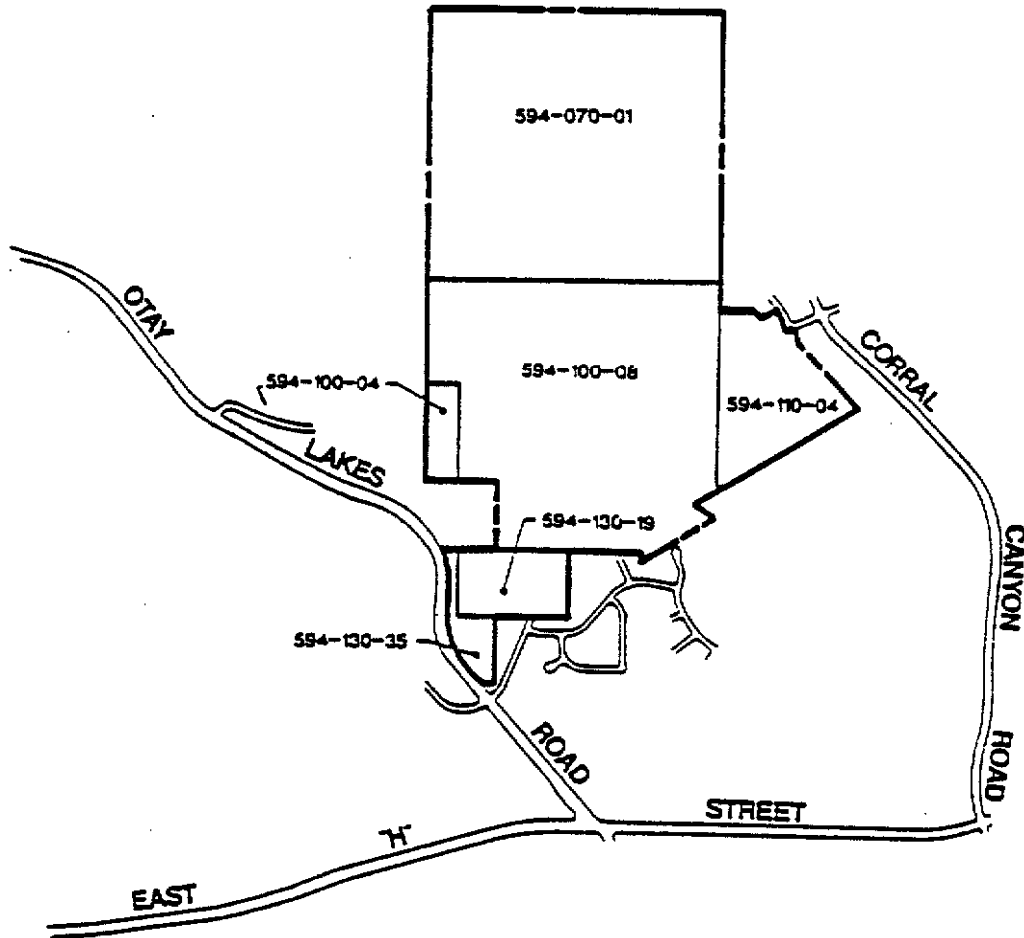 594-070-01
OTAY
CORRAL
594-100-08
594-100-04
594-110-04
LAKES
594-130-19
CANYON
594-130-35
ROAD
ROAD
STREET
"H"
EAST